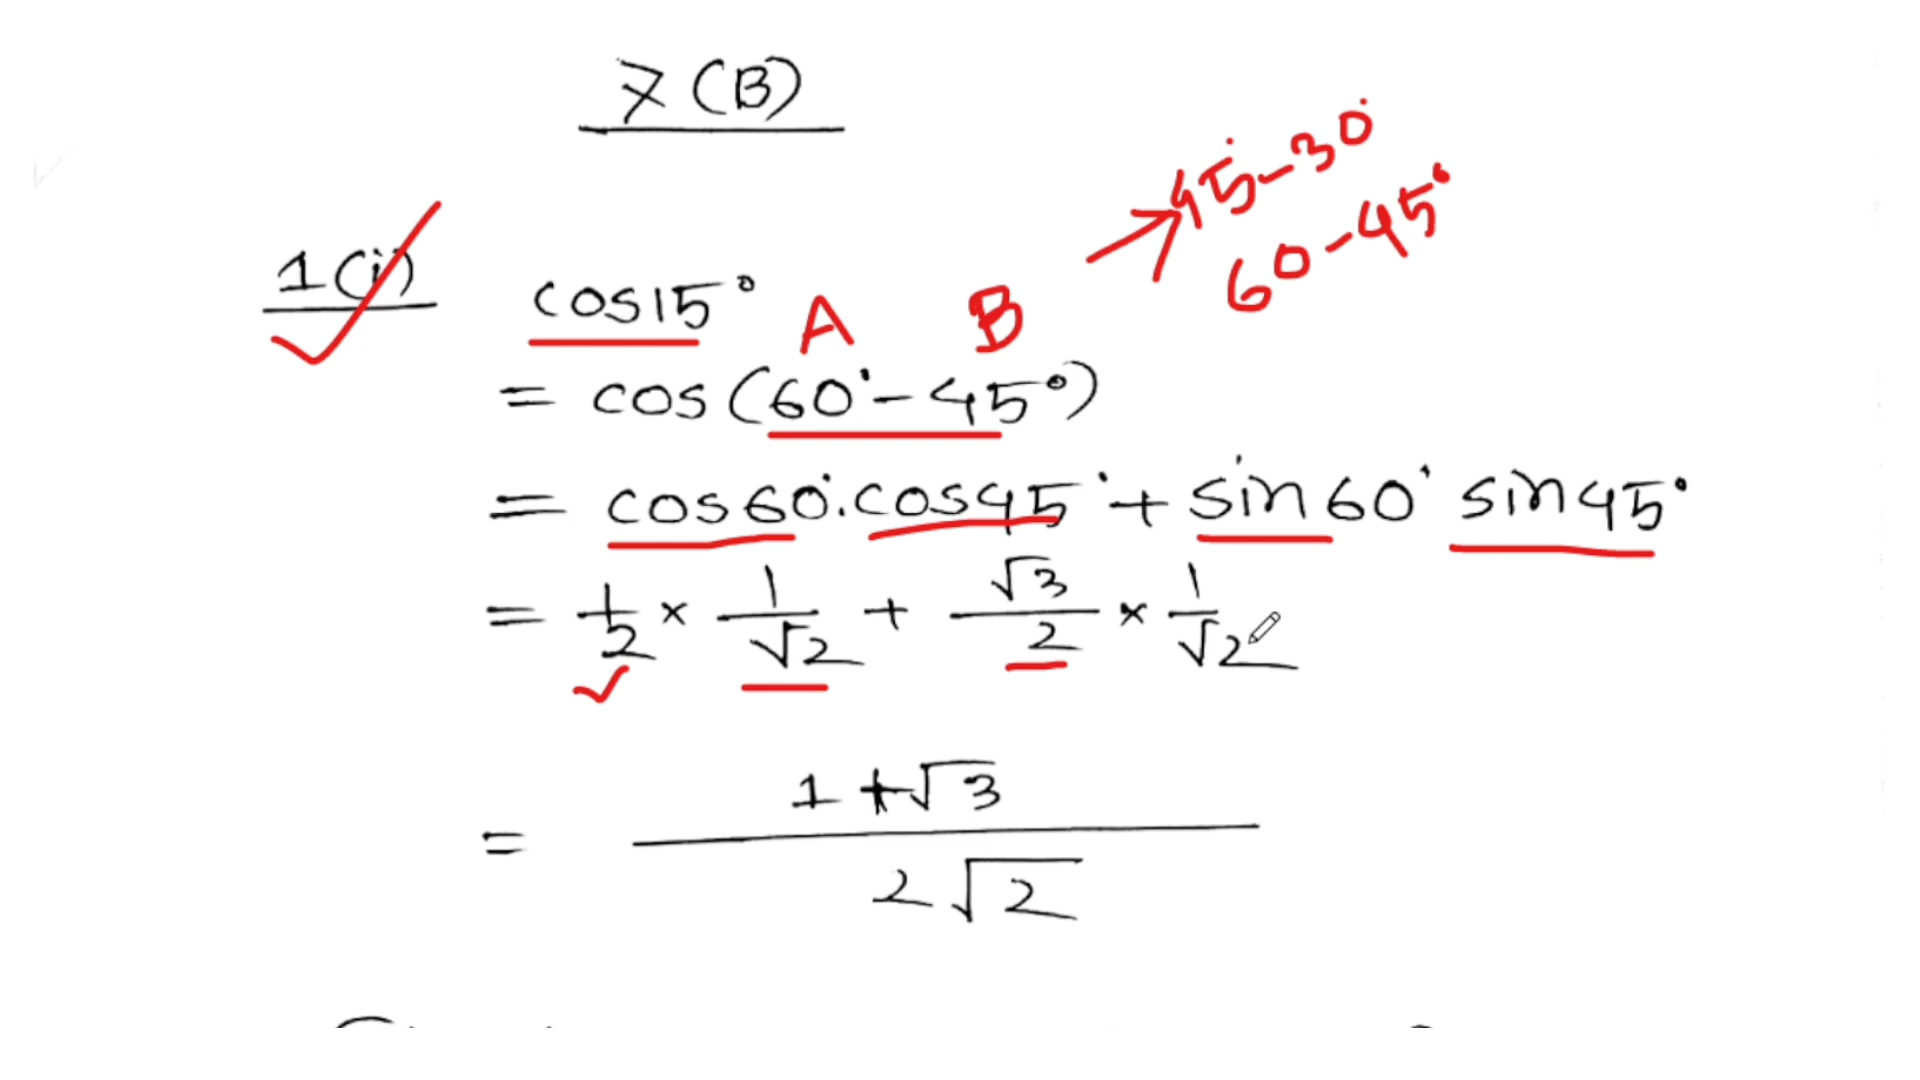 7 (B)
45° - 30°
60 - 45°
1(i) cos15°
A B
= cos (60° - 45°)
= cos60°. cos45° + sin60° sin45°
= 1/2 × 1/√2 + √3/2 × 1/√2
= 1 + √3 / 2√2